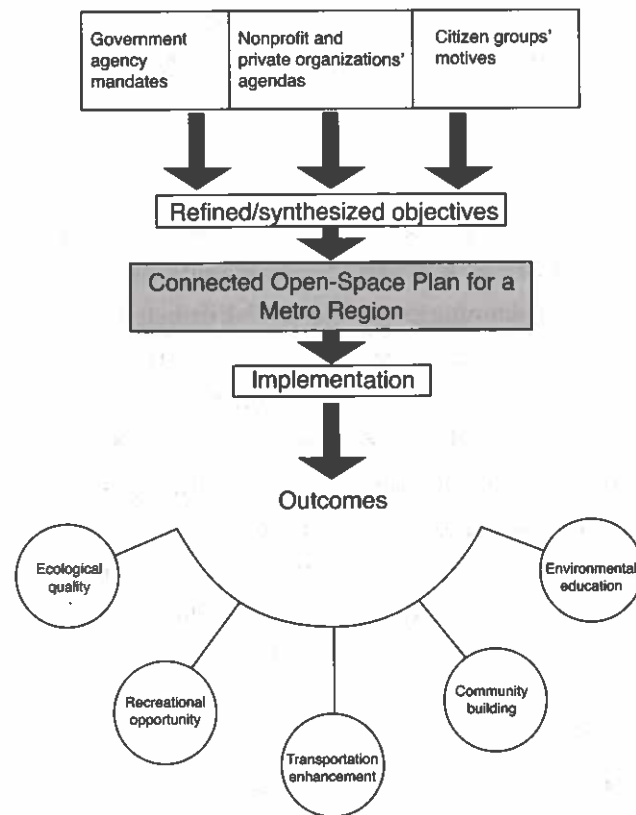 Government
agency
mandates
Nonprofit and
private organizations'
agendas
Citizen groups'
motives
Refined/synthesized objectives
Connected Open-Space Plan for a
Metro Region
Implementation
Outcomes
Ecological
quality
Recreational
opportunity
Transportation
enhancement
Community
building
Environmental
education